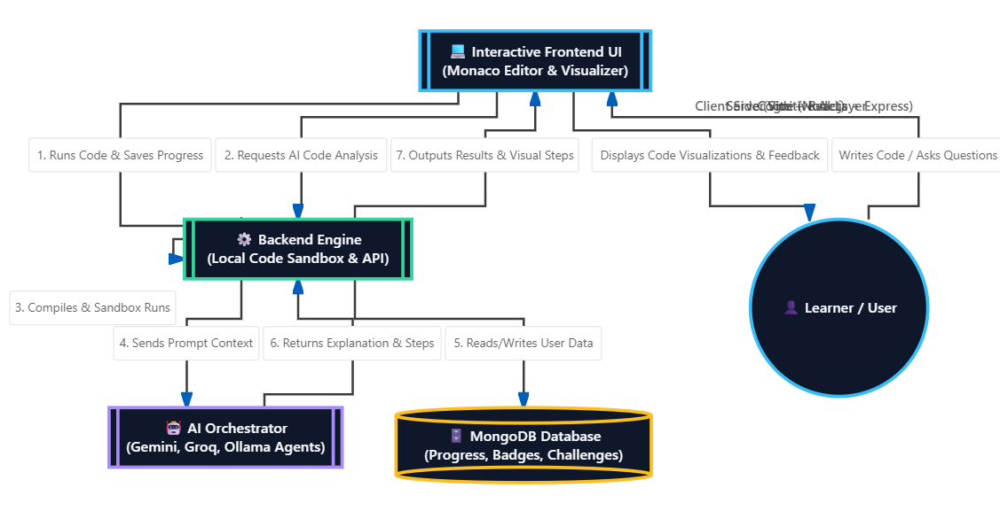 💻 Interactive Frontend UI
(Monaco Editor & Visualizer)
1. Runs Code & Saves Progress
2. Requests AI Code Analysis
7. Outputs Results & Visual Steps
Displays Code Visualizations & Feedback
Writes Code / Asks Questions
⚙️ Backend Engine
(Local Code Sandbox & API)
👤 Learner / User
3. Compiles & Sandbox Runs
4. Sends Prompt Context
6. Returns Explanation & Steps
5. Reads/Writes User Data
🤖 AI Orchestrator
(Gemini, Groq, Ollama Agents)
🗄️ MongoDB Database
(Progress, Badges, Challenges)